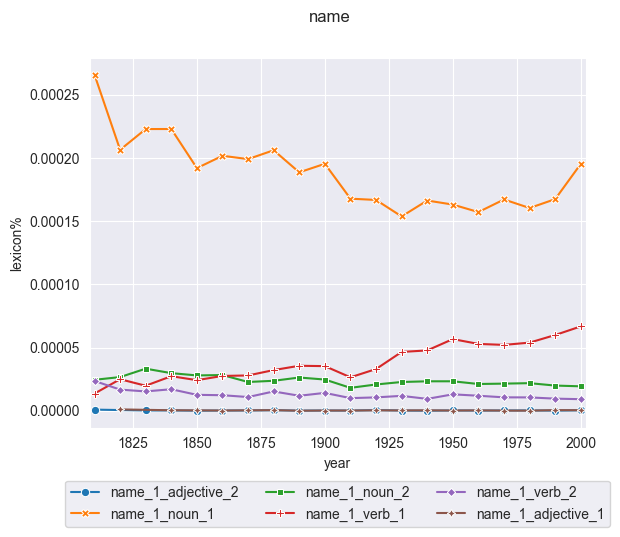 name
0.00025
0.00020
0.00015
0.00010
0.00005
0.00000
lexicon%
1825 1850 1875 1900 1925 1950 1975 2000
year
name_1_adjective_2 name_1_noun_2 name_1_verb_2
name_1_noun_1 name_1_verb_1 name_1_adjective_1